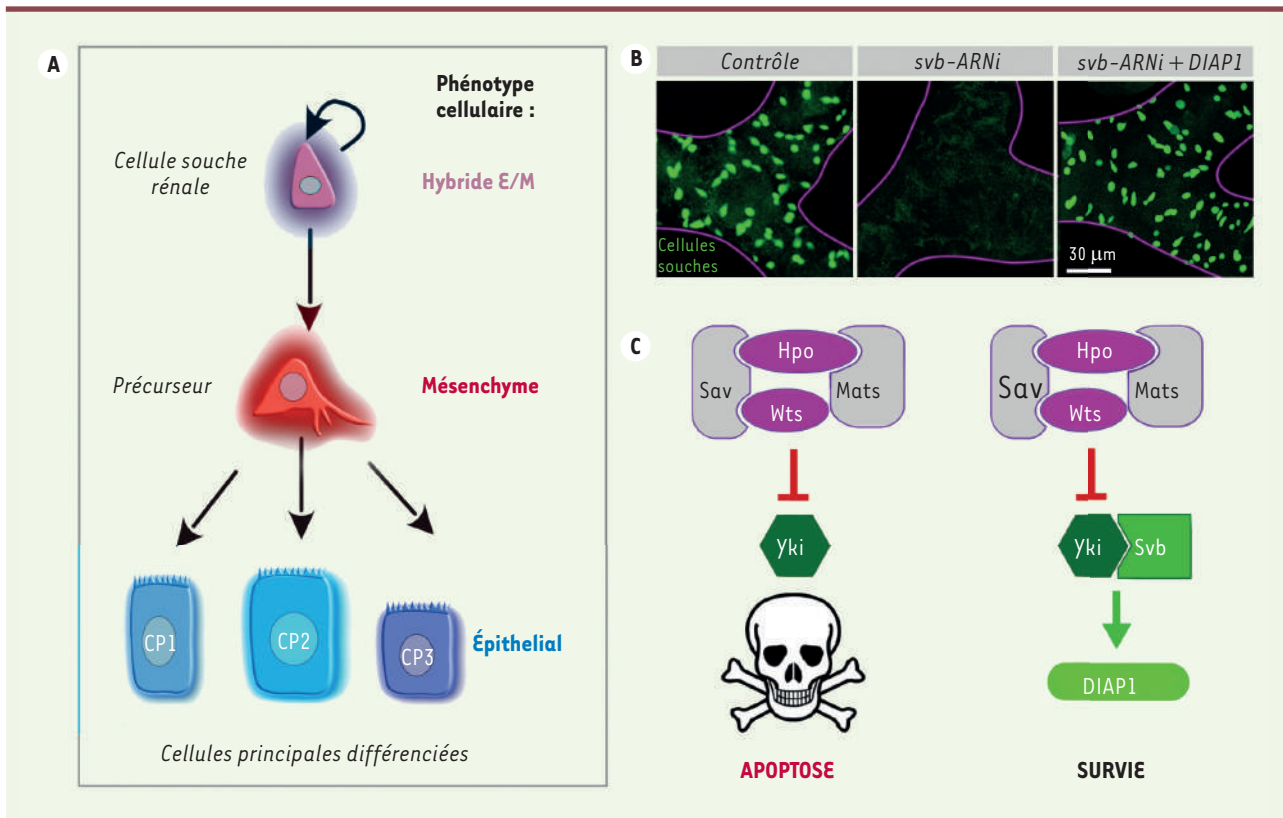 A
Phénotype
cellulaire :
Cellule souche
rénale
Hybride E/M
Précurseur
Mésenchyme
CP1
CP2
CP3
Épithelial
Cellules principales différenciées
B
Contrôle
svb-ARNi
svb-ARNi + DIAP1
Cellules
souches
30 μm
C
Hpo
Sav
Mats
Wts
Yki
APOPTOSE
Hpo
Sav
Mats
Wts
Yki
Svb
DIAP1
SURVIE